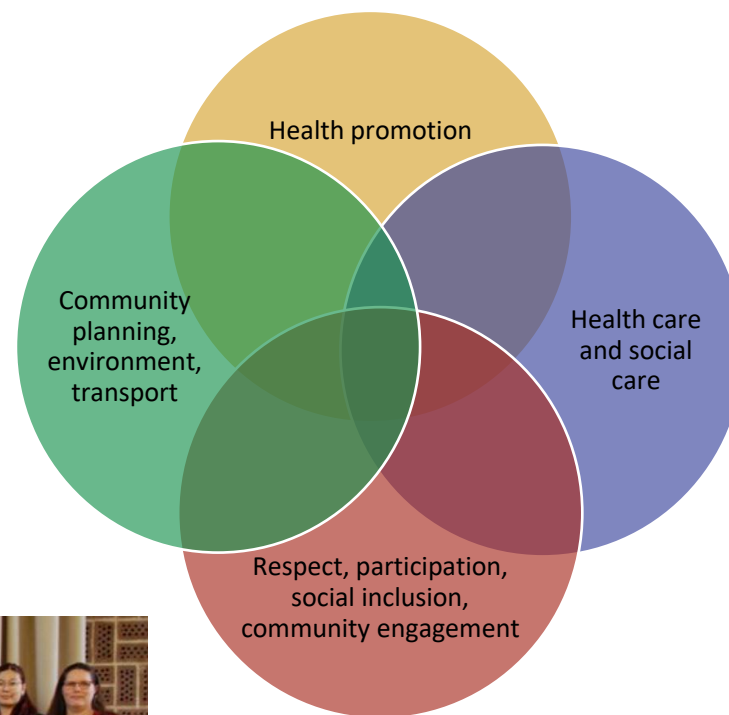 Health promotion
Community
planning,
environment,
transport
Health care
and social
care
Respect, participation,
social inclusion,
community engagement